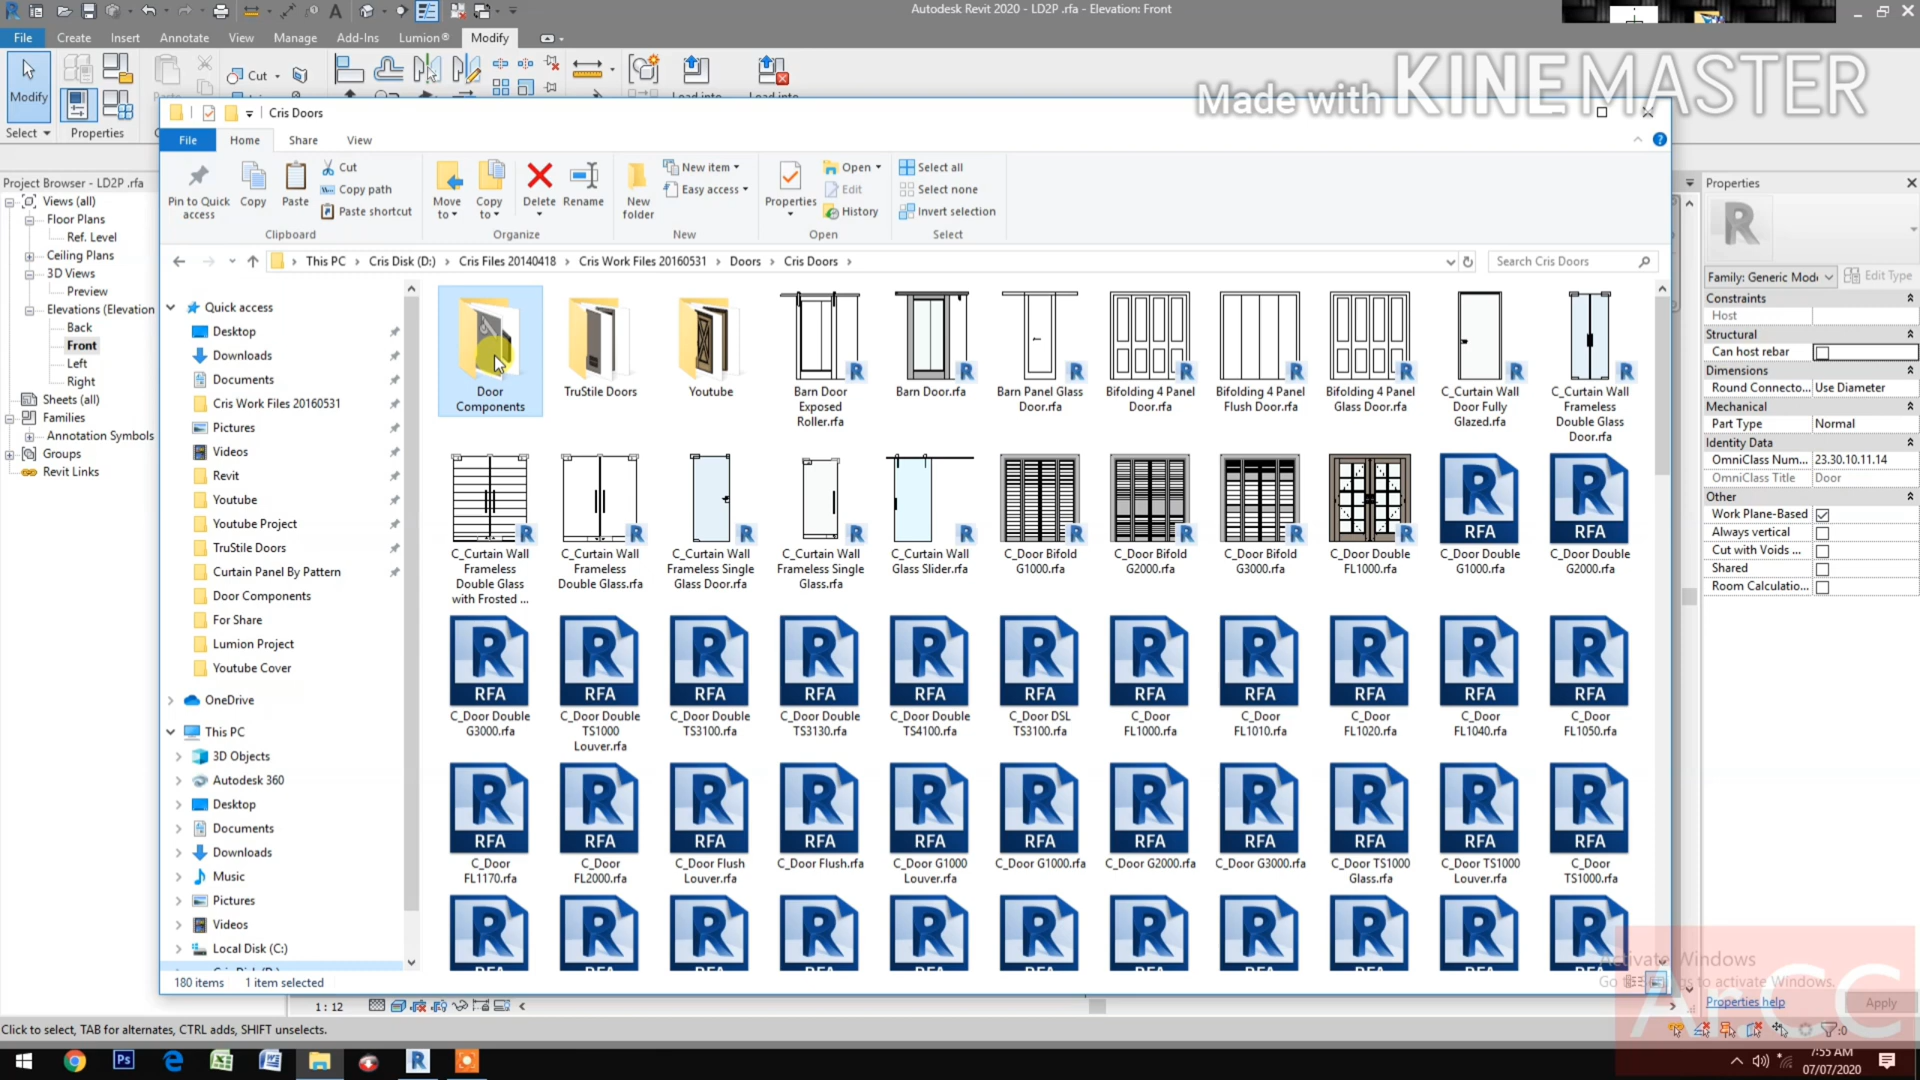 Autodesk Revit 2020 - LD2P .rfa - Elevation: Front
File Create Insert Annotate View Manage Add-Ins Lumion® Modify
Modify
Cut
Load into Load into
Select Properties
Made with KINEMASTER
Cris Doors
File Home Share View
Pin to Quick access
Copy
Paste
Cut
Copy path
Paste shortcut
Move to
Copy to
Delete
Rename
New folder
New item
Easy access
Properties
Open
Edit
History
Select all
Select none
Invert selection
Clipboard Organize New Open Select
This PC Cris Disk (D:) Cris Files 20140418 Cris Work Files 20160531 Doors Cris Doors
Search Cris Doors
Project Browser - LD2P .rfa
Views (all)
Floor Plans
Ref. Level
Ceiling Plans
3D Views
Preview
Elevations (Elevation
Back
Front
Left
Right
Sheets (all)
Families
Annotation Symbols
Groups
Revit Links
Quick access
Desktop
Downloads
Documents
Cris Work Files 20160531
Pictures
Videos
Revit
Youtube
Youtube Project
TruStile Doors
Curtain Panel By Pattern
Door Components
For Share
Lumion Project
Youtube Cover
OneDrive
This PC
3D Objects
Autodesk 360
Desktop
Documents
Downloads
Music
Pictures
Videos
Local Disk (C:)
Door Components
TruStile Doors
Youtube
Barn Door Exposed Roller.rfa
Barn Door.rfa
Barn Panel Glass Door.rfa
Bifolding 4 Panel Door.rfa
Bifolding 4 Panel Flush Door.rfa
Bifolding 4 Panel Glass Door.rfa
C_Curtain Wall Door Fully Glazed.rfa
C_Curtain Wall Frameless Double Glass Door.rfa
C_Curtain Wall Frameless Double Glass with Frosted ...
C_Curtain Wall Frameless Double Glass.rfa
C_Curtain Wall Frameless Single Glass Door.rfa
C_Curtain Wall Frameless Single Glass.rfa
C_Curtain Wall Glass Slider.rfa
C_Door Bifold G1000.rfa
C_Door Bifold G2000.rfa
C_Door Bifold G3000.rfa
C_Door Double FL1000.rfa
C_Door Double G1000.rfa
C_Door Double G2000.rfa
C_Door Double G3000.rfa
C_Door Double TS1000 Louver.rfa
C_Door Double TS3100.rfa
C_Door Double TS3130.rfa
C_Door Double TS4100.rfa
C_Door DSL TS3100.rfa
C_Door FL1000.rfa
C_Door FL1010.rfa
C_Door FL1020.rfa
C_Door FL1040.rfa
C_Door FL1050.rfa
C_Door FL1170.rfa
C_Door FL2000.rfa
C_Door Flush Louver.rfa
C_Door Flush.rfa
C_Door G1000 Louver.rfa
C_Door G1000.rfa
C_Door G2000.rfa
C_Door G3000.rfa
C_Door TS1000 Glass.rfa
C_Door TS1000 Louver.rfa
C_Door TS1000.rfa
180 items 1 item selected
Properties
Family: Generic Mode
Edit Type
Constraints
Host
Structural
Can host rebar
Dimensions
Round Connecto... Use Diameter
Mechanical
Part Type Normal
Identity Data
OmniClass Num... 23.30.10.11.14
OmniClass Title Door
Other
Work Plane-Based
Always vertical
Cut with Voids ...
Shared
Room Calculatio...
Activate Windows
Properties help
Apply
ArCC
1 : 12
Click to select, TAB for alternates, CTRL adds, SHIFT unselects.
:0
7:55 AM
07/07/2020